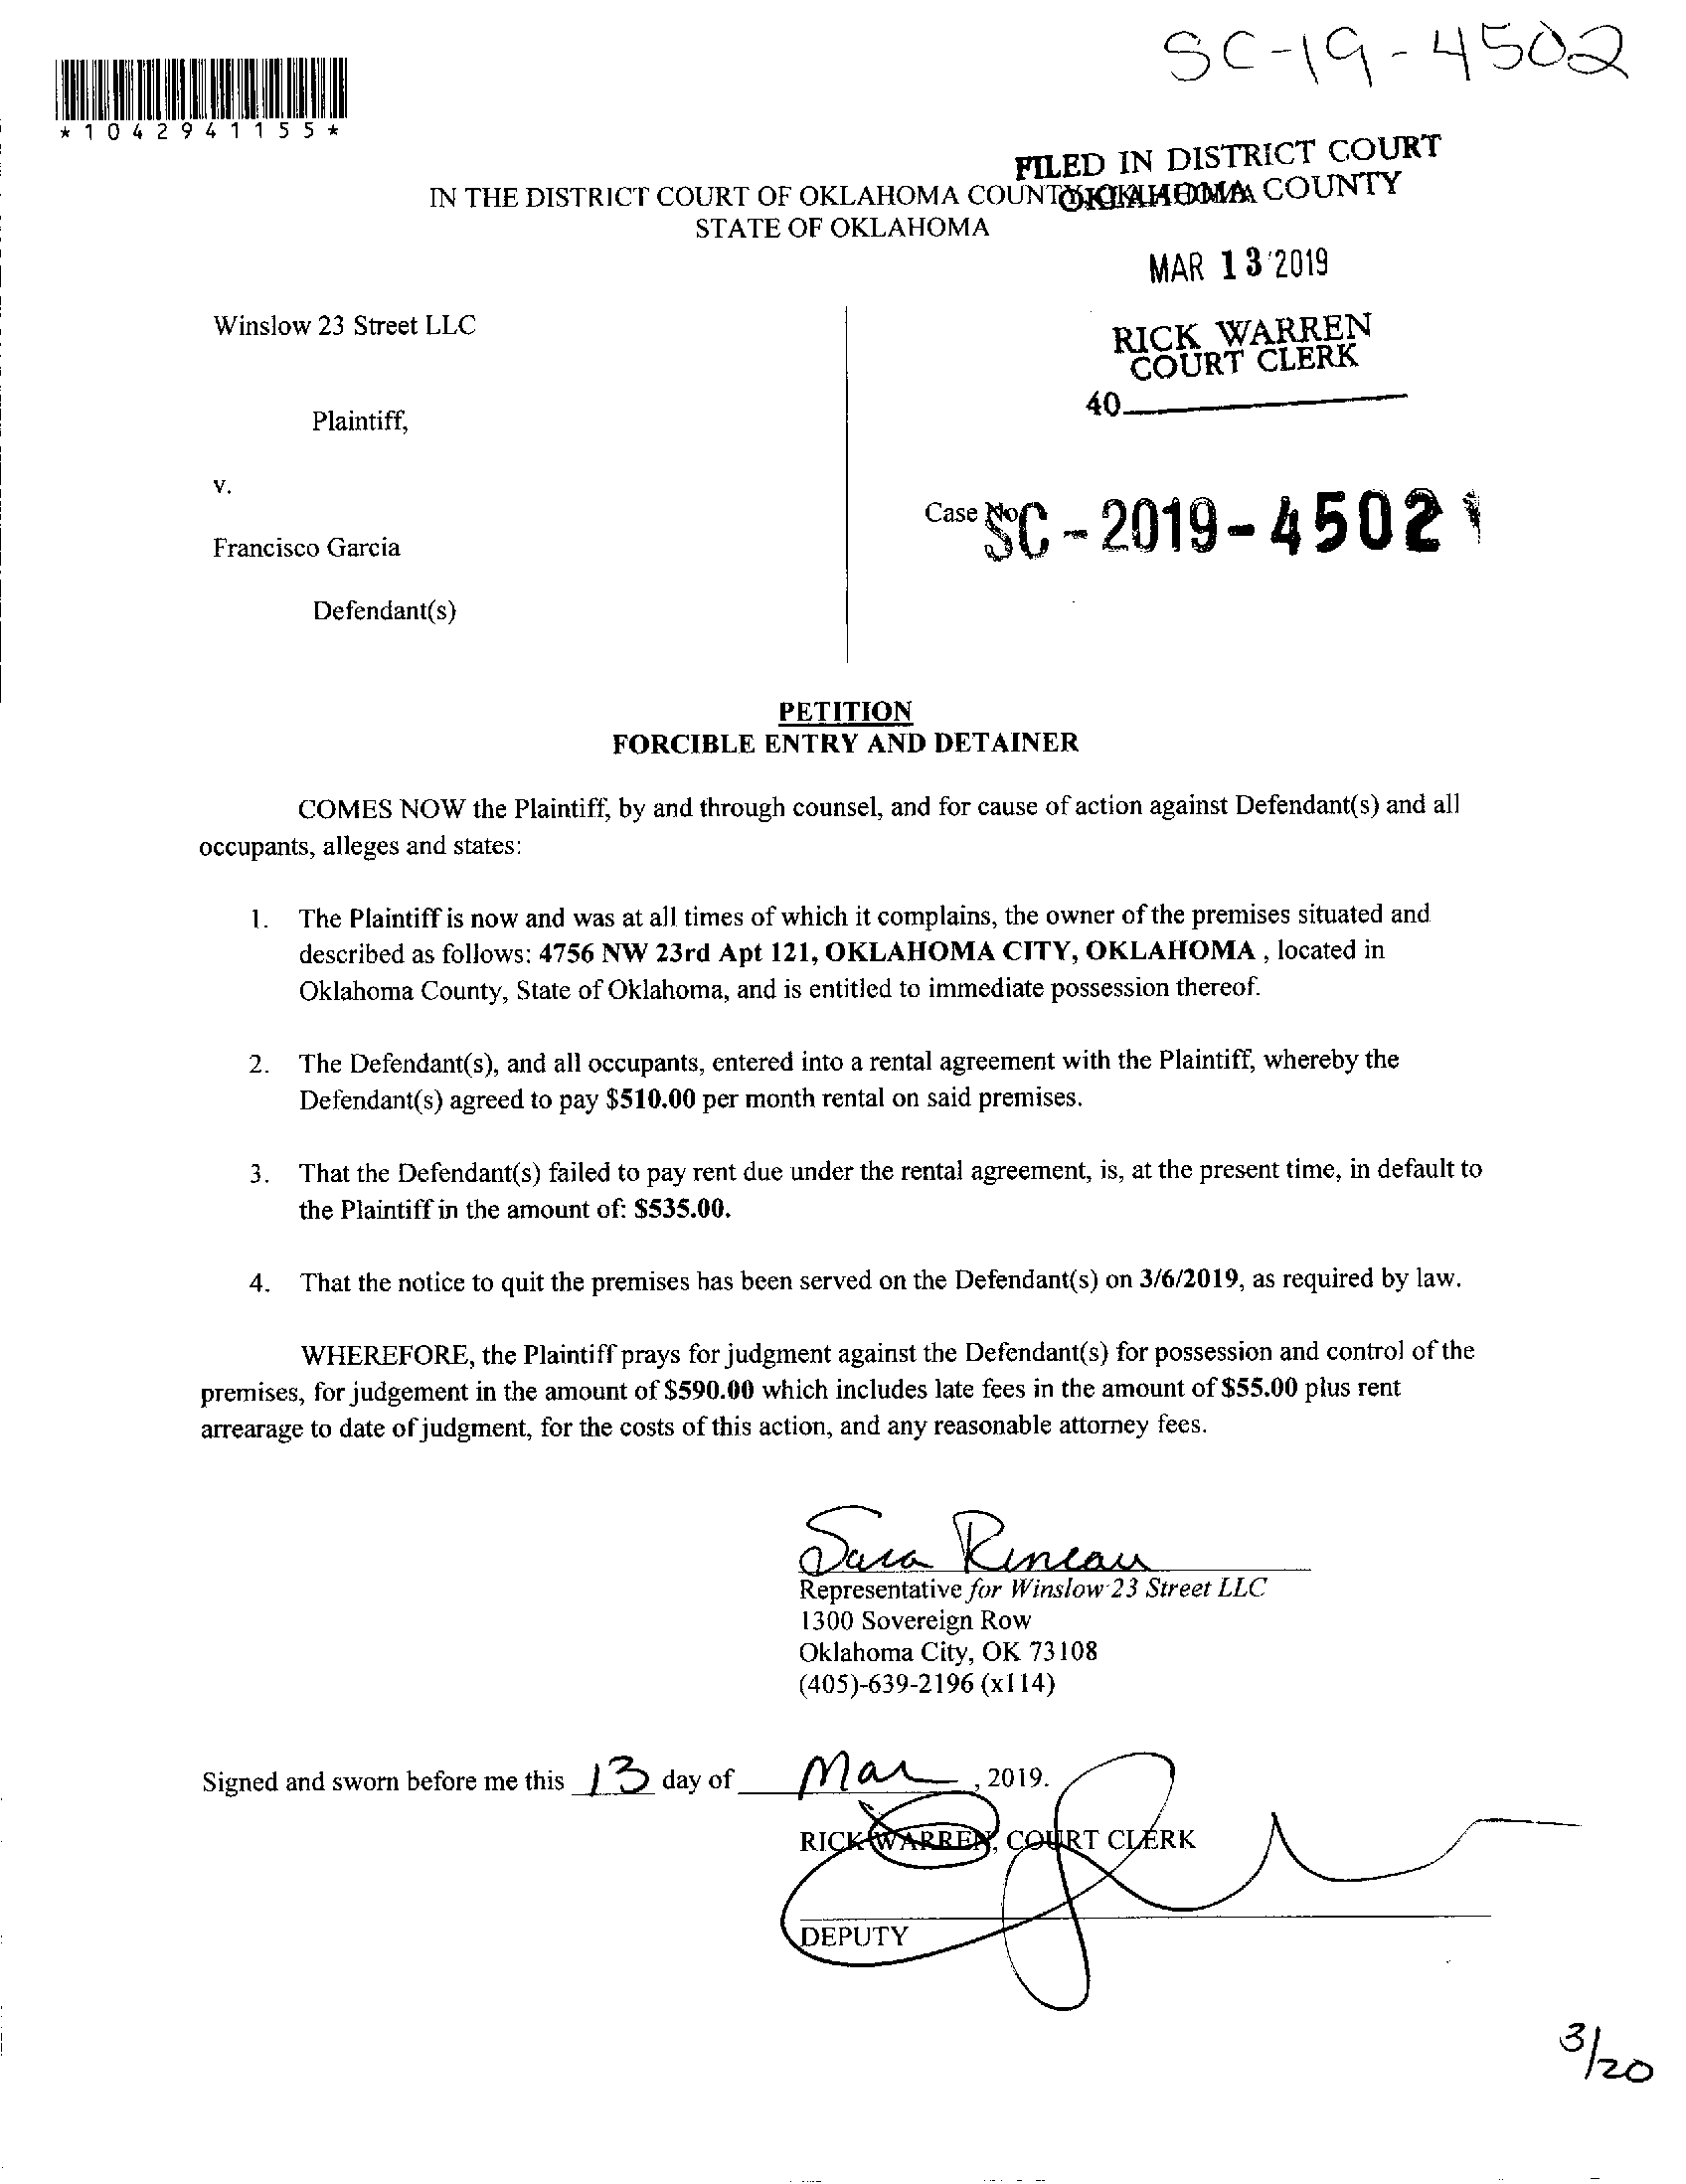 SC-19-4502
*1042941155*
FILED IN DISTRICT COURT
OKLAHOMA COUNTY
IN THE DISTRICT COURT OF OKLAHOMA COUNTY
STATE OF OKLAHOMA
MAR 13 2019
Winslow 23 Street LLC
RICK WARREN
COURT CLERK
40
Plaintiff,
v.
Case No. SC-2019-4502
Francisco Garcia
Defendant(s)
PETITION
FORCIBLE ENTRY AND DETAINER
COMES NOW the Plaintiff, by and through counsel, and for cause of action against Defendant(s) and all
occupants, alleges and states:
1. The Plaintiff is now and was at all times of which it complains, the owner of the premises situated and
described as follows: 4756 NW 23rd Apt 121, OKLAHOMA CITY, OKLAHOMA , located in
Oklahoma County, State of Oklahoma, and is entitled to immediate possession thereof.
2. The Defendant(s), and all occupants, entered into a rental agreement with the Plaintiff, whereby the
Defendant(s) agreed to pay $510.00 per month rental on said premises.
3. That the Defendant(s) failed to pay rent due under the rental agreement, is, at the present time, in default to
the Plaintiff in the amount of: $535.00.
4. That the notice to quit the premises has been served on the Defendant(s) on 3/6/2019, as required by law.
WHEREFORE, the Plaintiff prays for judgment against the Defendant(s) for possession and control of the
premises, for judgement in the amount of $590.00 which includes late fees in the amount of $55.00 plus rent
arrearage to date of judgment, for the costs of this action, and any reasonable attorney fees.
Sara Rineau
Representative for Winslow 23 Street LLC
1300 Sovereign Row
Oklahoma City, OK 73108
(405)-639-2196 (x114)
Signed and sworn before me this 13 day of Mar, 2019.
RICK WARREN, COURT CLERK
DEPUTY
3/20